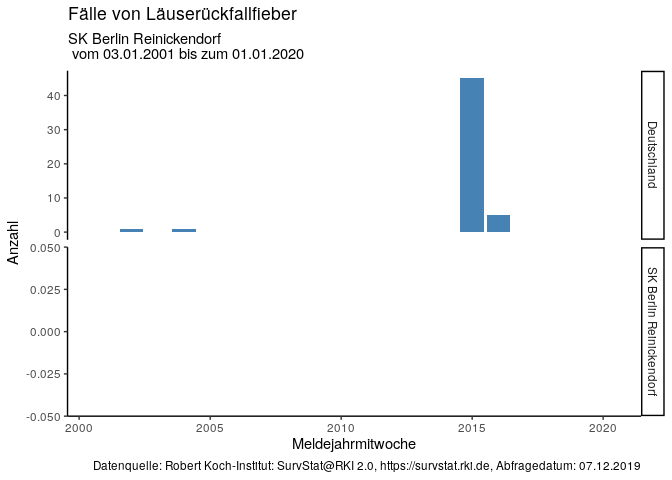 Fälle von Läuserückfallfieber
SK Berlin Reinickendorf
vom 03.01.2001 bis zum 01.01.2020
Anzahl
40
30
20
10
0
Deutschland
0.050
0.025
0.000
-0.025
-0.050
SK Berlin Reinickendorf
2000 2005 2010 2015 2020
Meldejahrmitwoche
Datenquelle: Robert Koch-Institut: SurvStat@RKI 2.0, https://survstat.rki.de, Abfragedatum: 07.12.2019